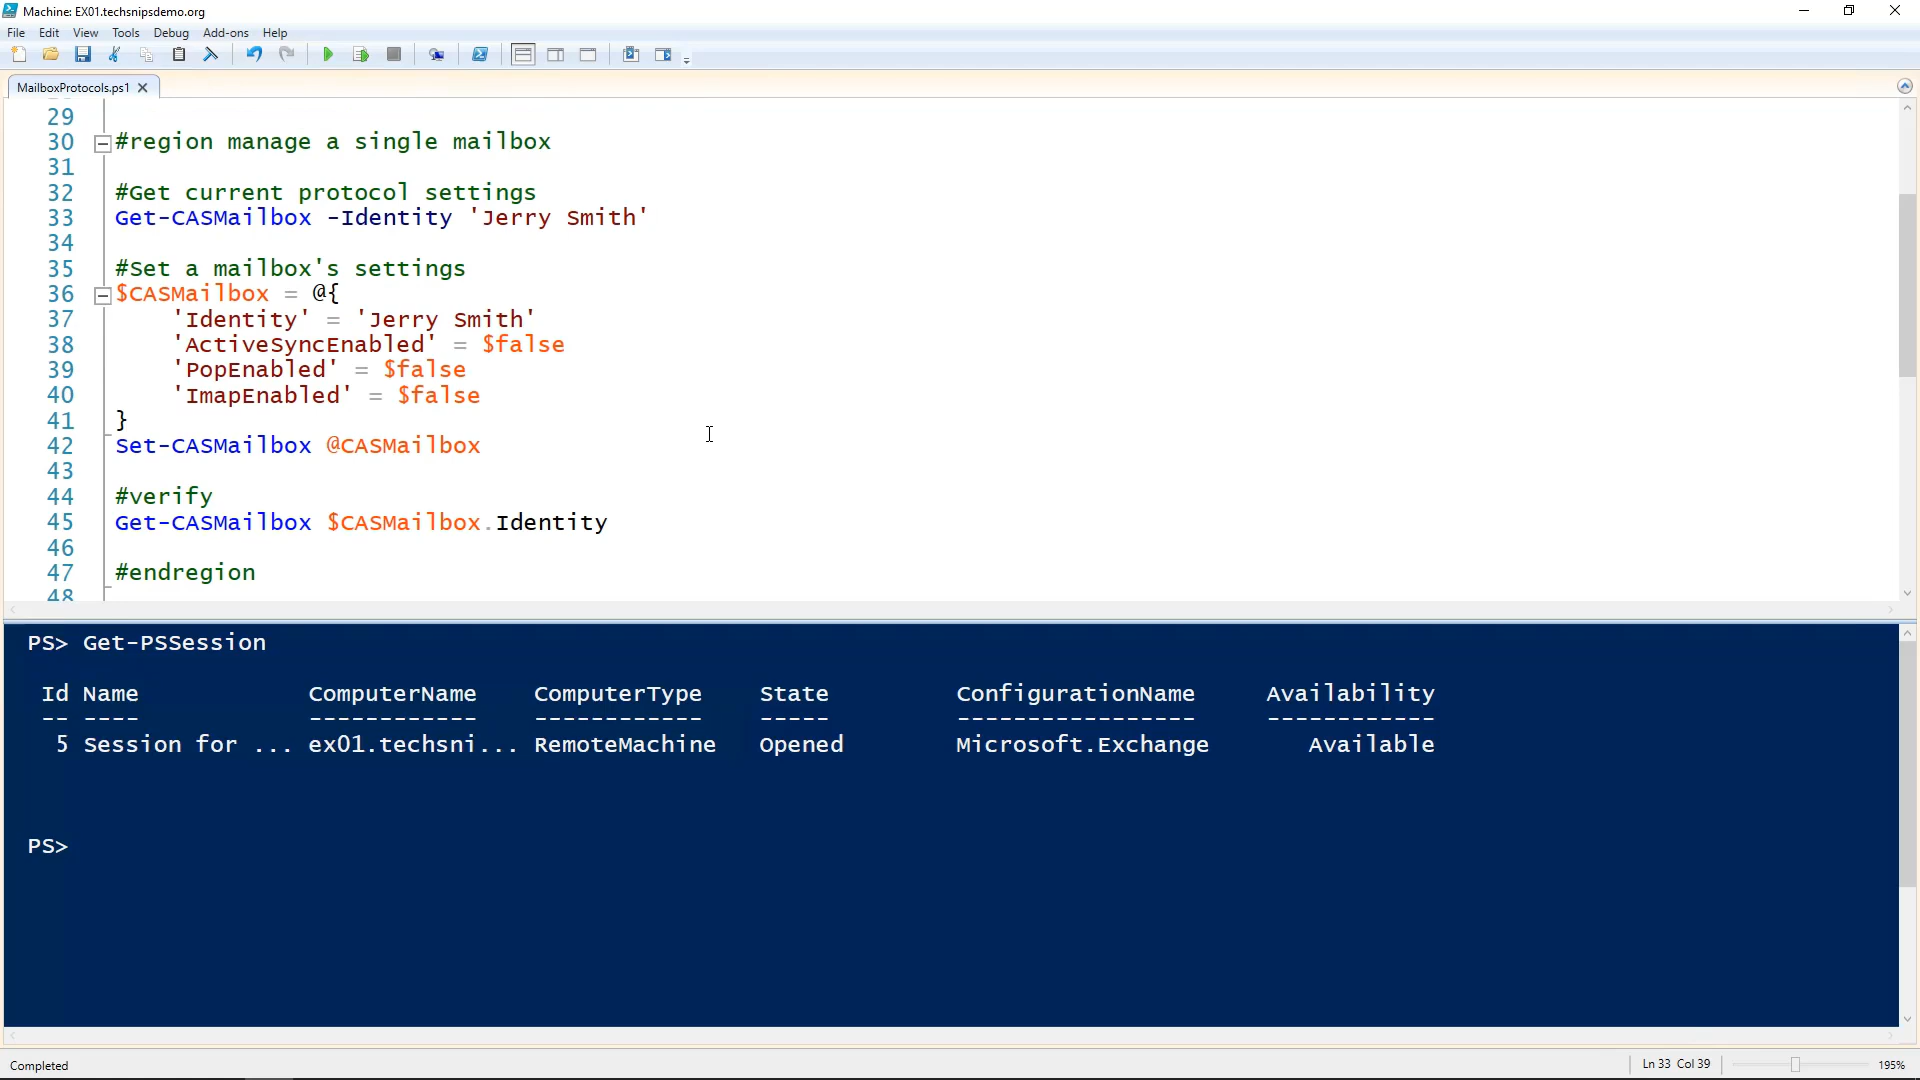 Machine: EX01.techsnipsdemo.org
File Edit View Tools Debug Add-ons Help
MailboxProtocols.ps1
29
30 #region manage a single mailbox
31
32 #Get current protocol settings
33 Get-CASMailbox -Identity 'Jerry Smith'
34
35 #Set a mailbox's settings
36 $CASMailbox = @{
37 'Identity' = 'Jerry Smith'
38 'ActiveSyncEnabled' = $false
39 'PopEnabled' = $false
40 'ImapEnabled' = $false
41 }
42 Set-CASMailbox @CASMailbox
43
44 #verify
45 Get-CASMailbox $CASMailbox.Identity
46
47 #endregion
48
PS> Get-PSSession
Id Name ComputerName ComputerType State ConfigurationName Availability
-- ---- ------------ ------------ ----- ----------------- ------------
5 Session for ... ex01.techsni... RemoteMachine Opened Microsoft.Exchange Available
PS>
Completed
Ln 33 Col 39
195%